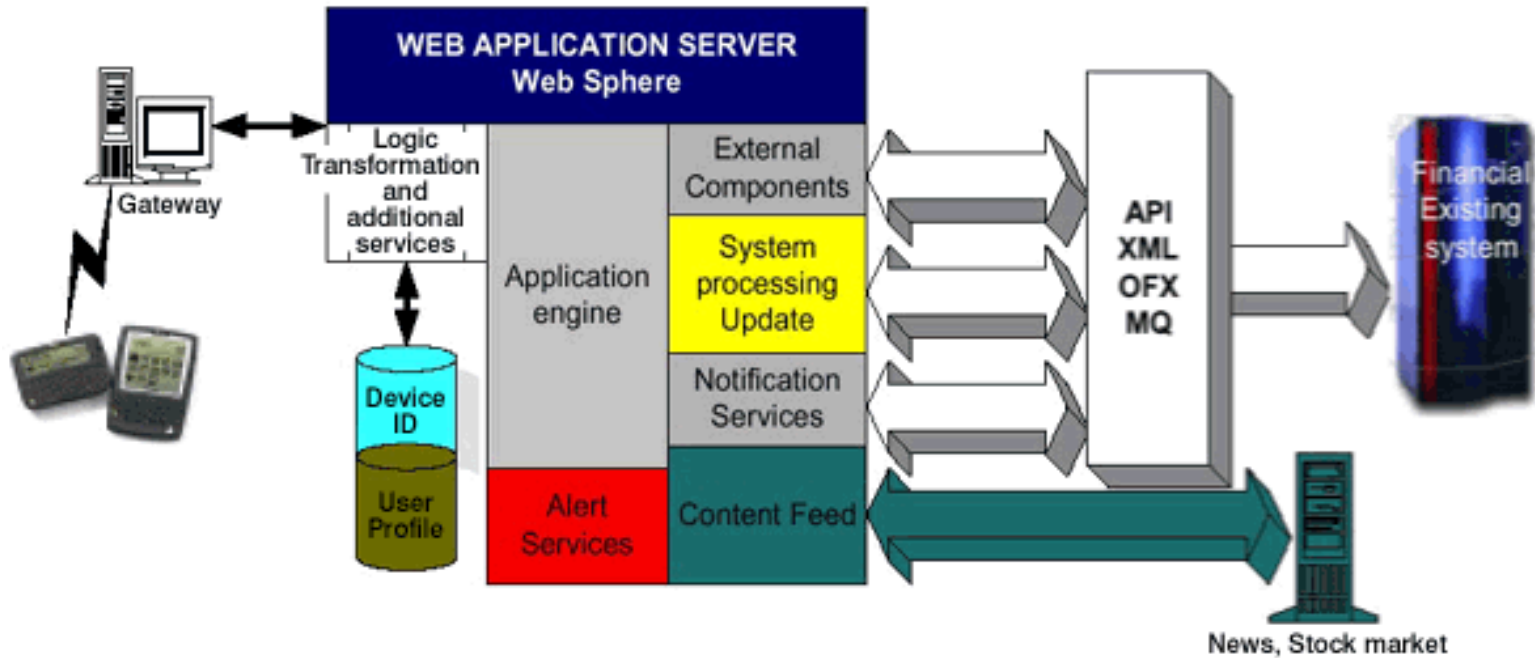 WEB APPLICATION SERVER
Web Sphere
Gateway
Logic
Transformation
and
additional
services
Device
ID
User
Profile
Application
engine
Alert
Services
External
Components
System
processing
Update
Notification
Services
Content Feed
API
XML
OFX
MQ
Financial
Existing
system
News, Stock market